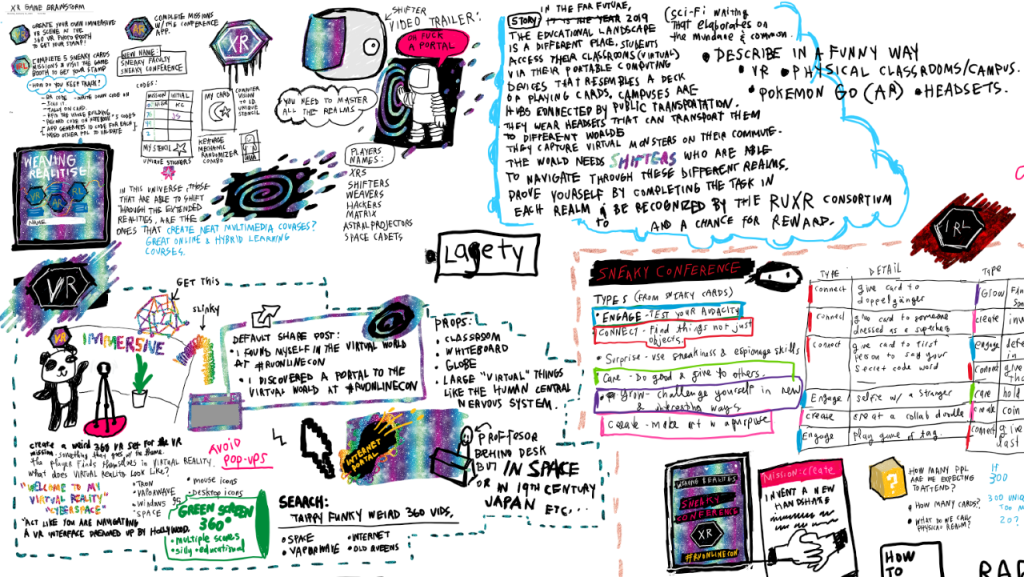 XR GAME BRAINSTORM
CREATE YOUR OWN IMMERSIVE
VR SCENE IN THE
360 VR PHOTO BOOTH
TO GET YOUR STAMP!
COMPLETE 5 SNEAKY CARDS
MISSIONS & VISIT THE GAME
BOOTH TO GET YOUR STAMP
HOW DO YOU KEEP TRACK?
AR
COMPLETE MISSIONS
W/THE CONFERENCE
APP.
NEW NAME:
SNEAKY FACULTY
SNEAKY CONFERENCE
CODES:
MISSION
INITIAL
MY CARD
UNIQUE STICKERS
XR
SHIFTER
VIDEO TRAILER:
OH FUCK
A PORTAL
YOU NEED TO MASTER
ALL THE REALMS
PLAYERS
NAMES:
XRS
SHIFTERS
WEAVERS
HACKERS
MATRIX
ASTRAL PROJECTORS
SPACE CADETS
WEAVING
REALITIES
NAME
IN THIS UNIVERSE, THOSE
THAT ARE ABLE TO SHIFT
THROUGH THE EXTENDED
REALITIES, ARE THE
ONES THAT CREATE NEAT MULTIMEDIA COURSES?
GREAT ONLINE & HYBRID LEARNING
COURSES.
STORY:
IN THE FAR FUTURE,
IT IS THE YEAR 2019
THE EDUCATIONAL LANDSCAPE
IS A DIFFERENT PLACE, STUDENTS
ACCESS THEIR CLASSROOMS (VIRTUAL)
VIA THEIR PORTABLE COMPUTING
DEVICES THAT RESEMBLES A DECK
OR PLAYING CARDS. CAMPUSES ARE
HUBS CONNECTED BY PUBLIC TRANSPORTATION.
THEY WEAR HEADSETS THAT CAN TRANSPORT THEM
TO DIFFERENT WORLDS
THEY CAPTURE VIRTUAL MONSTERS ON THEIR COMMUTE.
THE WORLD NEEDS SHIFTERS WHO ARE ABLE
TO NAVIGATE THROUGH THESE DIFFERENT REALMS.
PROVE YOURSELF BY COMPLETING THE TASK IN
EACH REALM & BE RECOGNIZED BY THE RUXR CONSORTIUM
TO AND A CHANCE FOR REWARD.
(sci-fi writing
that elaborates on
the mundane & common.
• DESCRIBE IN A FUNNY WAY
• VR • PHYSICAL CLASSROOMS/CAMPUS.
• POKEMON GO (AR) • HEADSETS.
IRL
Lagety
VR
GET THIS
SLINKY
VR
IMMERSIVE
DEFAULT SHARE POST:
• I FOUND MYSELF IN THE VIRTUAL WORLD
AT #RUONLINECON
• I DISCOVERED A PORTAL TO THE
VIRTUAL WORLD AT #RUONLINECON
PROPS:
• CLASSROOM
• WHITEBOARD
• GLOBE
• LARGE "VIRTUAL" THINGS
LIKE THE HUMAN CENTRAL
NERVOUS SYSTEM.
create a weird 360 VR set for the VR
mission. something they goes w/ the theme.
the player finds themselves in VIRTUAL REALITY.
what does VIRTUAL REALITY look like?
"WELCOME TO MY
VIRTUAL REALITY
CYBERSPACE"
• TRON
• VAPORWAVE
• WINDOWS 95
• SPACE
• mouse icons
• Desktop icons
"ACT LIKE YOU ARE NAVIGATING
A VR INTERFACE DREAMED UP BY HOLLYWOOD.
AVOID
POP-UPS
GREEN SCREEN
360°
• multiple scenes
• silly • educational
INTERNET
PORTAL
PROFFOSOR
BEHIND DESK
BUT IN SPACE
OR IN 19TH CENTURY
JAPAN
ETC...
SEARCH:
TRIPPY FUNKY WEIRD 360 VIDS,
• SPACE
• VAPORWAVE
• INTERNET
• OLD QUEENS
SNEAKY CONFERENCE
TYPES (FROM SNEAKY CARDS)
• ENGAGE - TEST YOUR AUDACITY
CONNECT - Find things not just
objects.
• Surprise - use sneakiness & espionage skills
Care - Do good & give to others.
• GROW - challenge yourself in new
& interesting ways
Create - make art w a purpose
TYPE
DETAIL
TYPE
connect
give card to
doppelgänger
GROW
connect
give card to someone
dressed as a superhero
create
connect
give card to first
person to say your
secret code word
engage
connect
Engage
selfie w/ a stranger
care
hold
create
creat a collab doodle
create
Engage
play game of tag.
connect
give
last
WEAVING REALITIES
SNEAKY
CONFERENCE
XR
#RUONLINECON
Mission: create
INVENT A NEW
HANDSHAKE
?
HOW MANY PPL
ARE WE EXPECTING
TO ATTEND?
• HOW MANY CARDS?
• WHAT DO WE CALL
PHYSICAL REALM?
300
20?
HOW
TO